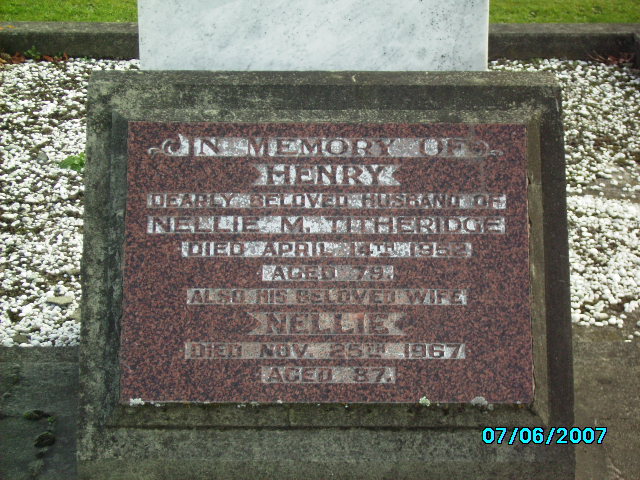 IN MEMORY OF
HENRY
DEARLY BELOVED HUSBAND OF
NELLIE M. TITHERIDGE
DIED APRIL 14TH 1952
AGED 79.
ALSO HIS BELOVED WIFE
NELLIE
DIED NOV. 25TH 1967
AGED 87.
07/06/2007